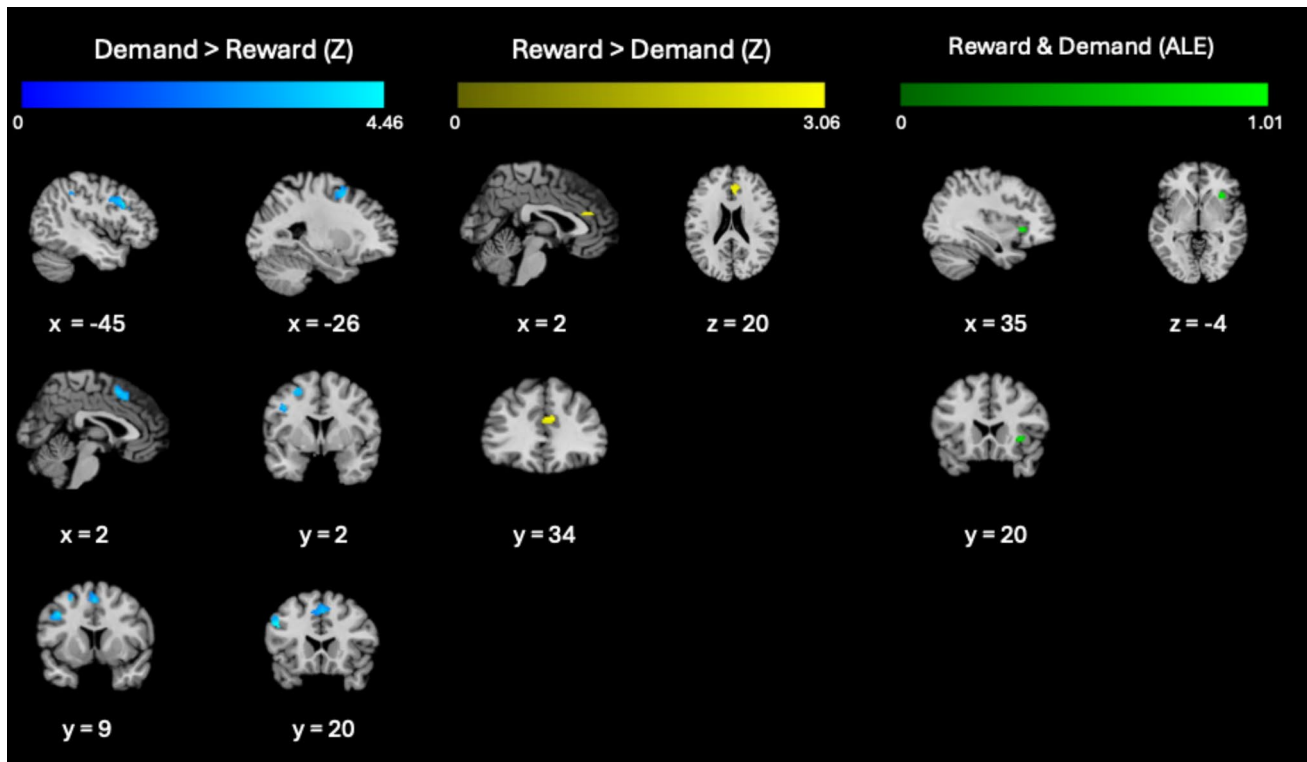 Demand > Reward (Z)
Reward > Demand (Z)
Reward & Demand (ALE)
0
4.46
0
3.06
0
1.01
x = -45
x = -26
x = 2
z = 20
x = 35
z = -4
x = 2
y = 2
y = 34
y = 20
y = 9
y = 20